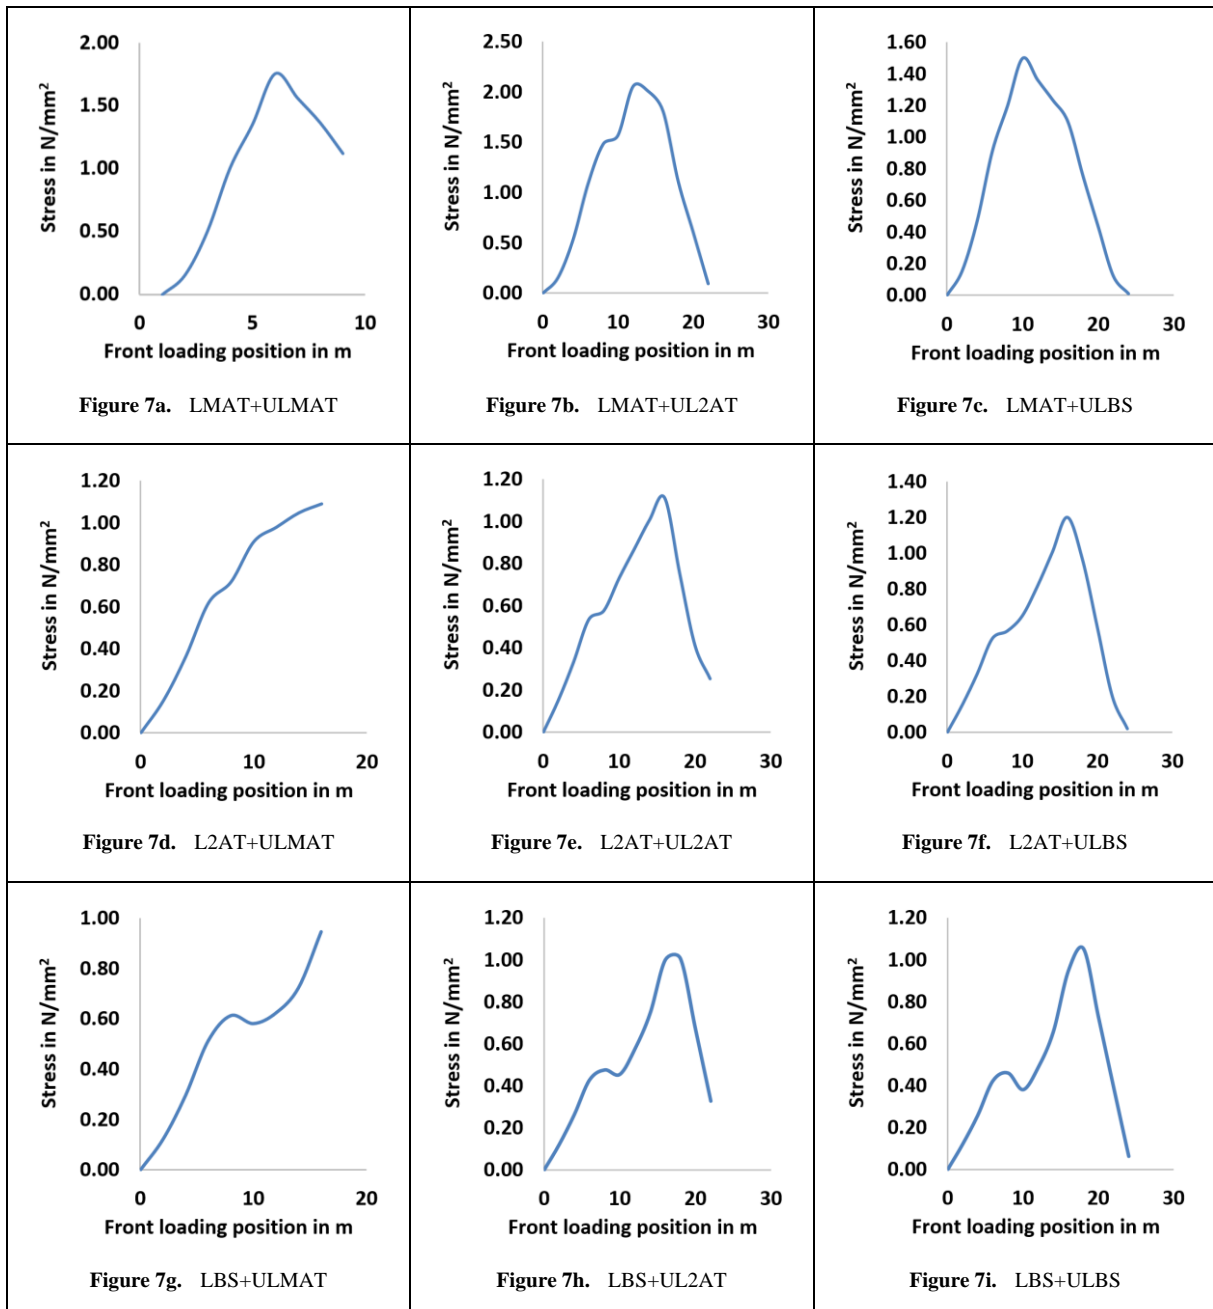 2.00
1.50
1.00
0.50
0.00
0 5 10
Stress in N/mm²
Front loading position in m
Figure 7a. LMAT+ULMAT
2.50
2.00
1.50
1.00
0.50
0.00
0 10 20 30
Stress in N/mm²
Front loading position in m
Figure 7b. LMAT+UL2AT
1.60
1.40
1.20
1.00
0.80
0.60
0.40
0.20
0.00
0 10 20 30
Stress in N/mm²
Front loading position in m
Figure 7c. LMAT+ULBS
1.20
1.00
0.80
0.60
0.40
0.20
0.00
0 10 20
Stress in N/mm²
Front loading position in m
Figure 7d. L2AT+ULMAT
1.20
1.00
0.80
0.60
0.40
0.20
0.00
0 10 20 30
Stress in N/mm²
Front loading position in m
Figure 7e. L2AT+UL2AT
1.40
1.20
1.00
0.80
0.60
0.40
0.20
0.00
0 10 20 30
Stress in N/mm²
Front loading position in m
Figure 7f. L2AT+ULBS
1.00
0.80
0.60
0.40
0.20
0.00
0 10 20
Stress in N/mm²
Front loading position in m
Figure 7g. LBS+ULMAT
1.20
1.00
0.80
0.60
0.40
0.20
0.00
0 10 20 30
Stress in N/mm²
Front loading position in m
Figure 7h. LBS+UL2AT
1.20
1.00
0.80
0.60
0.40
0.20
0.00
0 10 20 30
Stress in N/mm²
Front loading position in m
Figure 7i. LBS+ULBS